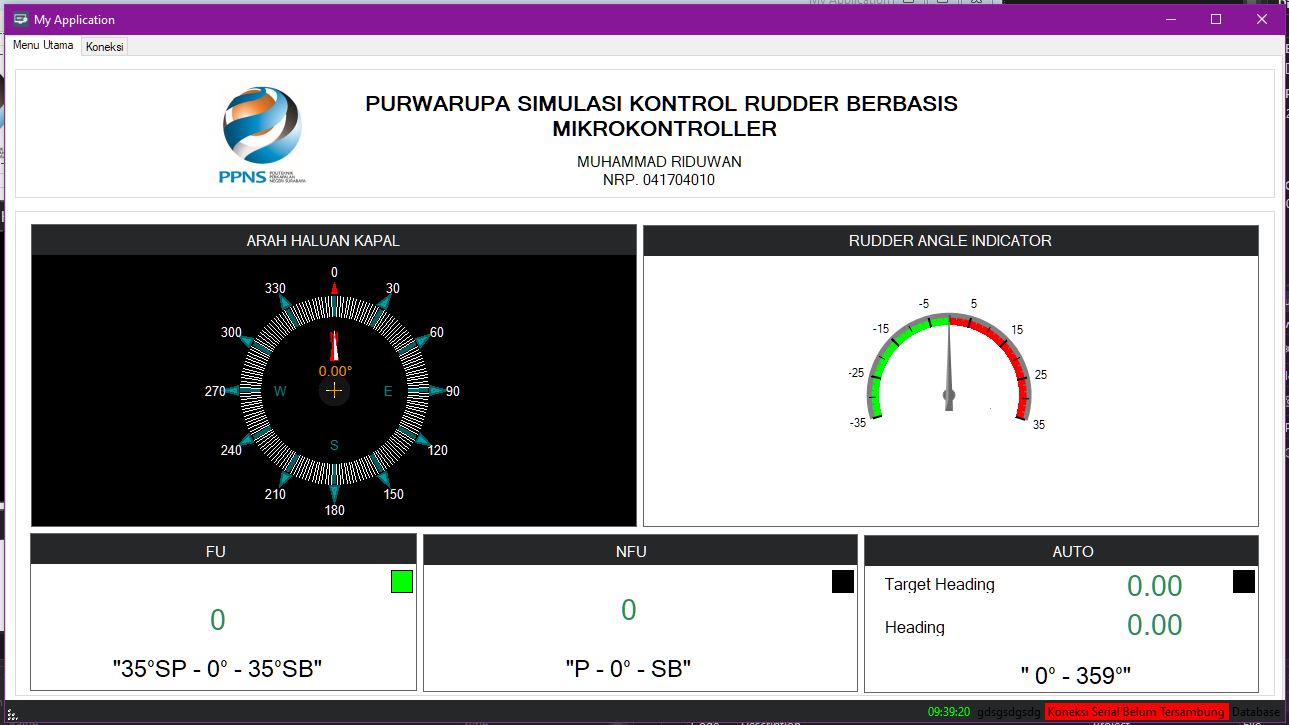 My Application
Menu Utama Koneksi
PURWARUPA SIMULASI KONTROL RUDDER BERBASIS
MIKROKONTROLLER
MUHAMMAD RIDUWAN
NRP. 041704010
PPNS POLITEKNIK
PERKAPALAN
NEGERI SURABAYA
ARAH HALUAN KAPAL
0
330 30
300 60
N
0.00°
270 W E 90
240 S 120
210 150
180
RUDDER ANGLE INDICATOR
-5 5
-15 15
-25 25
-35 35
FU
0
"35°SP - 0° - 35°SB"
NFU
0
"P - 0° - SB"
AUTO
Target Heading 0.00
Heading 0.00
" 0° - 359°"
09:39:20 gdsgsdgsdg Koneksi Serial Belum Tersambung Database